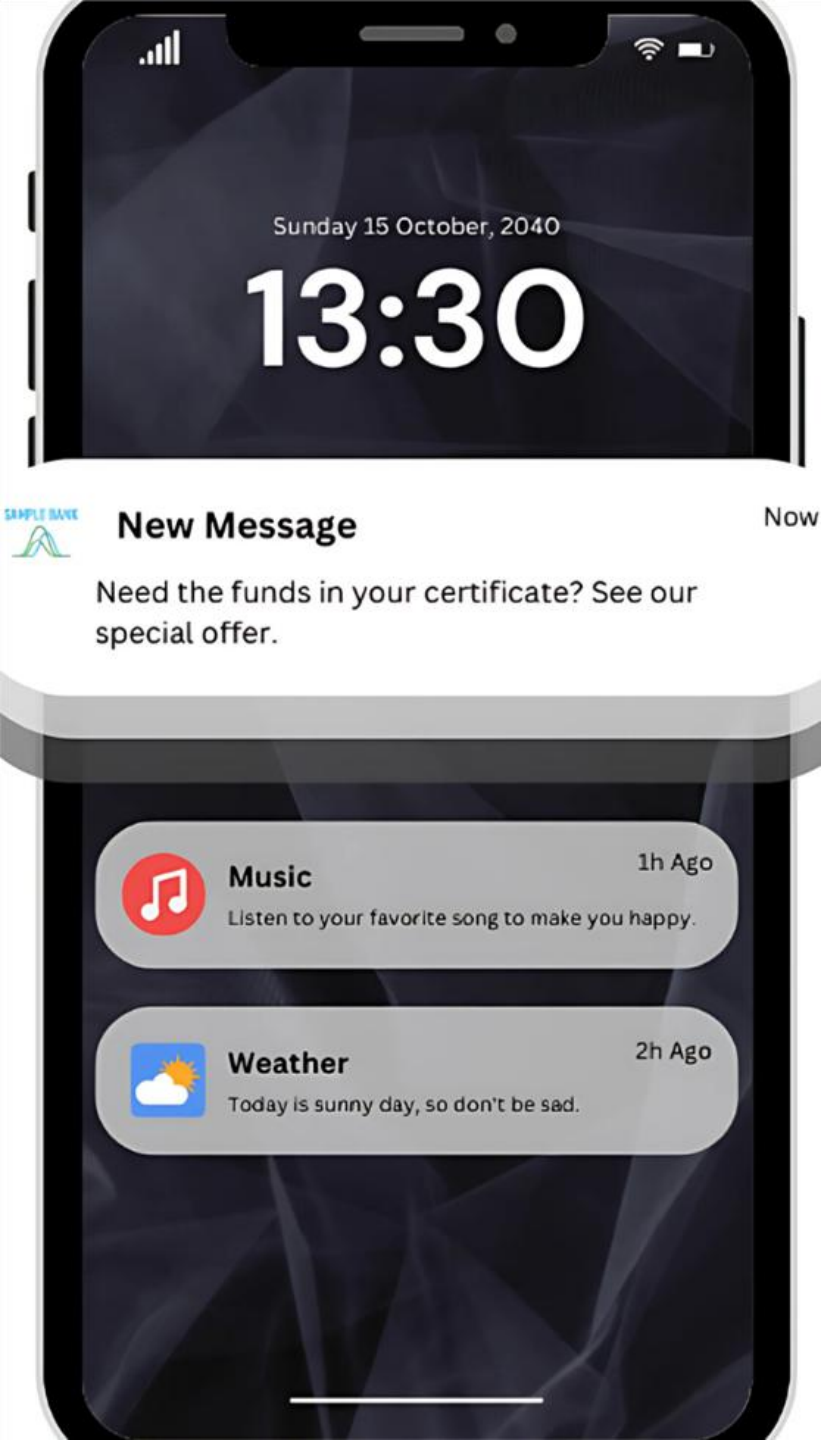 Sunday 15 October, 2040
13:30
SAMPLE BANK
New Message
Now
Need the funds in your certificate? See our
special offer.
Music
1h Ago
Listen to your favorite song to make you happy.
Weather
2h Ago
Today is sunny day, so don't be sad.